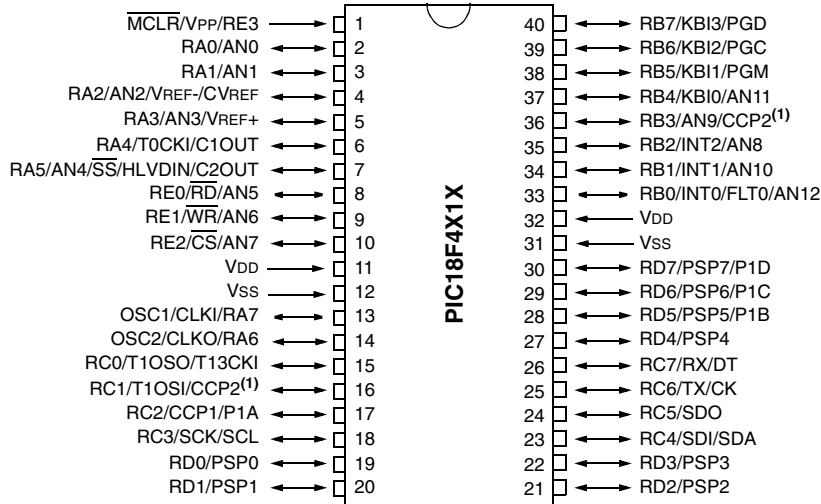 MCLR/VPP/RE3 1 40 RB7/KBI3/PGD
RA0/AN0 2 39 RB6/KBI2/PGC
RA1/AN1 3 38 RB5/KBI1/PGM
RA2/AN2/VREF-/CVREF 4 37 RB4/KBI0/AN11
RA3/AN3/VREF+ 5 36 RB3/AN9/CCP2(1)
RA4/T0CKI/C1OUT 6 35 RB2/INT2/AN8
RA5/AN4/SS/HLVDIN/C2OUT 7 34 RB1/INT1/AN10
RE0/RD/AN5 8 33 RB0/INT0/FLT0/AN12
RE1/WR/AN6 9 32 VDD
RE2/CS/AN7 10 31 VSS
VDD 11 30 RD7/PSP7/P1D
VSS 12 29 RD6/PSP6/P1C
OSC1/CLKI/RA7 13 28 RD5/PSP5/P1B
OSC2/CLKO/RA6 14 27 RD4/PSP4
RC0/T1OSO/T13CKI 15 26 RC7/RX/DT
RC1/T1OSI/CCP2(1) 16 25 RC6/TX/CK
RC2/CCP1/P1A 17 24 RC5/SDO
RC3/SCK/SCL 18 23 RC4/SDI/SDA
RD0/PSP0 19 22 RD3/PSP3
RD1/PSP1 20 21 RD2/PSP2
PIC18F4X1X